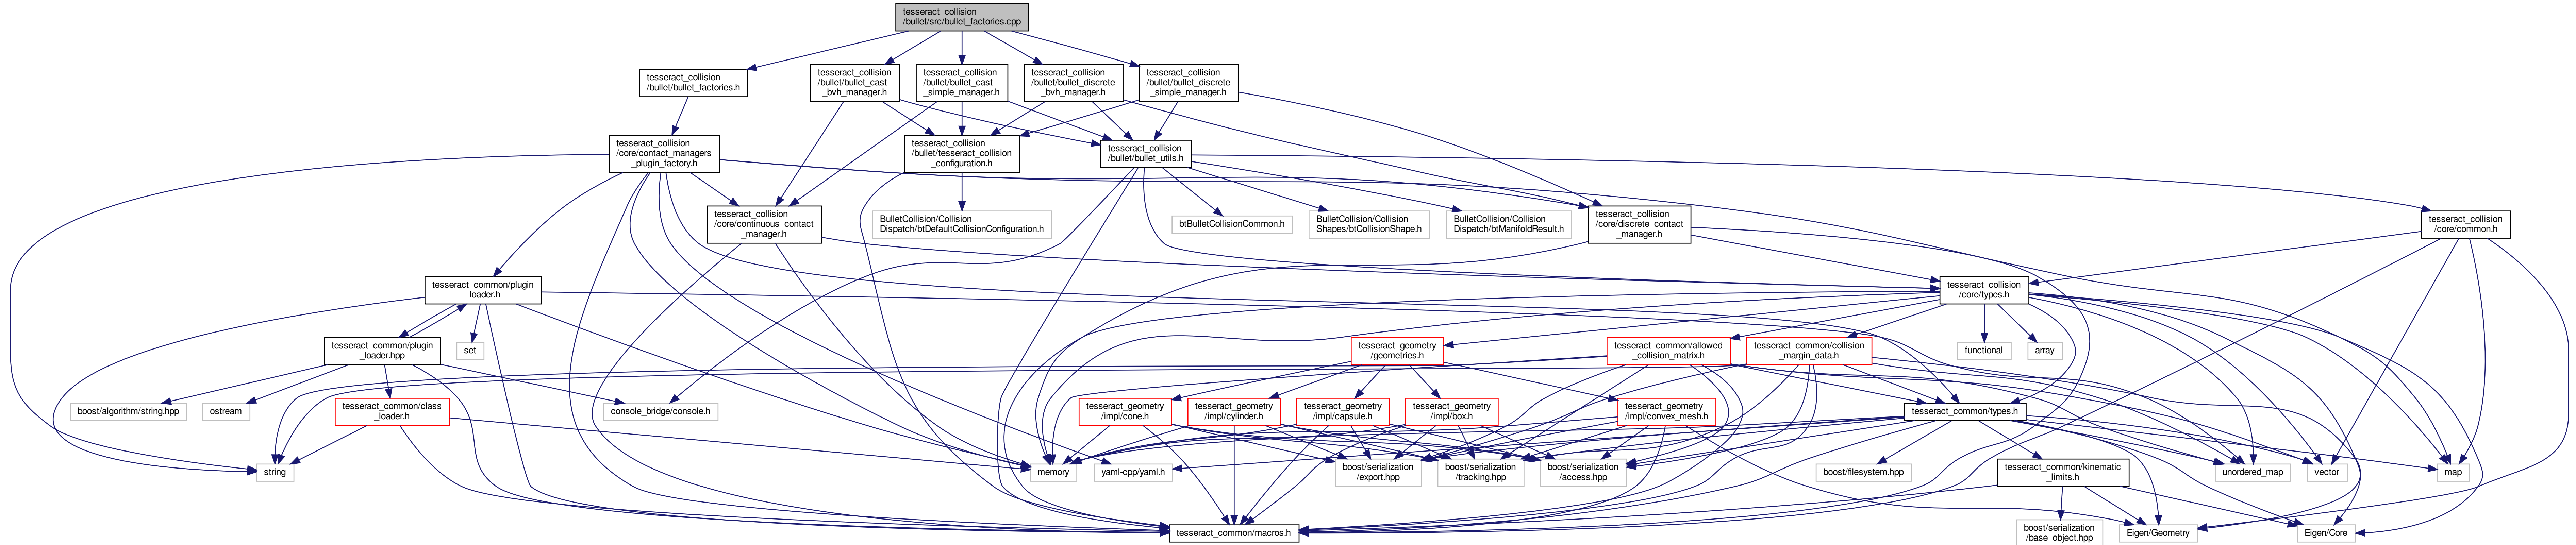 tesseract_collision
/bullet/src/bullet_factories.cpp
tesseract_collision
/bullet/bullet_factories.h
tesseract_collision
/bullet/bullet_cast
_bvh_manager.h
tesseract_collision
/bullet/bullet_cast
_simple_manager.h
tesseract_collision
/bullet/bullet_discrete
_bvh_manager.h
tesseract_collision
/bullet/bullet_discrete
_simple_manager.h
tesseract_collision
/core/contact_managers
_plugin_factory.h
tesseract_collision
/bullet/tesseract_collision
_configuration.h
tesseract_collision
/bullet/bullet_utils.h
tesseract_collision
/core/continuous_contact
_manager.h
BulletCollision/Collision
Dispatch/btDefaultCollisionConfiguration.h
btBulletCollisionCommon.h
BulletCollision/Collision
Shapes/btCollisionShape.h
BulletCollision/Collision
Dispatch/btManifoldResult.h
tesseract_collision
/core/discrete_contact
_manager.h
tesseract_collision
/core/common.h
tesseract_common/plugin
_loader.h
tesseract_collision
/core/types.h
tesseract_common/plugin
_loader.hpp
set
tesseract_geometry
/geometries.h
tesseract_common/allowed
_collision_matrix.h
tesseract_common/collision
_margin_data.h
functional
array
boost/algorithm/string.hpp
ostream
tesseract_common/class
_loader.h
console_bridge/console.h
tesseract_geometry
/impl/cone.h
tesseract_geometry
/impl/cylinder.h
tesseract_geometry
/impl/capsule.h
tesseract_geometry
/impl/box.h
tesseract_geometry
/impl/convex_mesh.h
tesseract_common/types.h
string
memory
yaml-cpp/yaml.h
boost/serialization
/export.hpp
boost/serialization
/tracking.hpp
boost/serialization
/access.hpp
boost/filesystem.hpp
tesseract_common/kinematic
_limits.h
unordered_map
vector
map
tesseract_common/macros.h
boost/serialization
/base_object.hpp
Eigen/Geometry
Eigen/Core